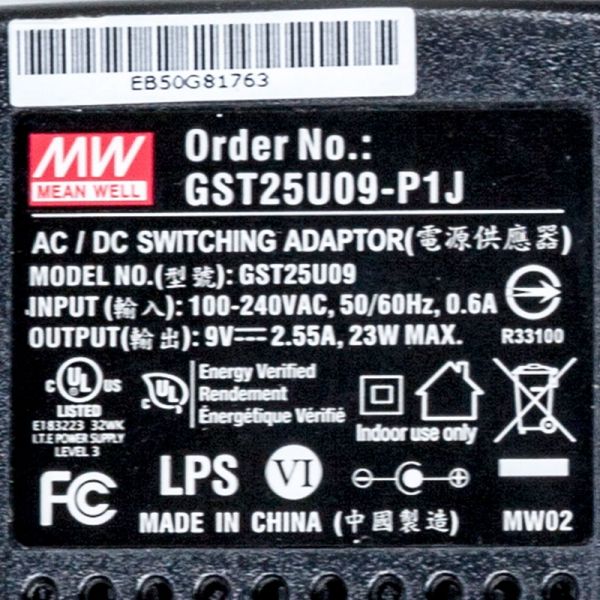 EB50G81763
MW
MEAN WELL
Order No.:
GST25U09-P1J
AC / DC SWITCHING ADAPTOR(電源供應器)
MODEL NO.(型號): GST25U09
INPUT (輸入): 100-240VAC, 50/60Hz, 0.6A
OUTPUT(輸出): 9V⎓2.55A, 23W MAX.
R33100
c UL US
LISTED
E183223 32WK
I.T.E POWER SUPPLY
LEVEL 3
c UL
Energy Verified
Rendement
Énergétique Vérifié
Indoor use only
FC
LPS
VI
MADE IN CHINA (中國製造)
MW02